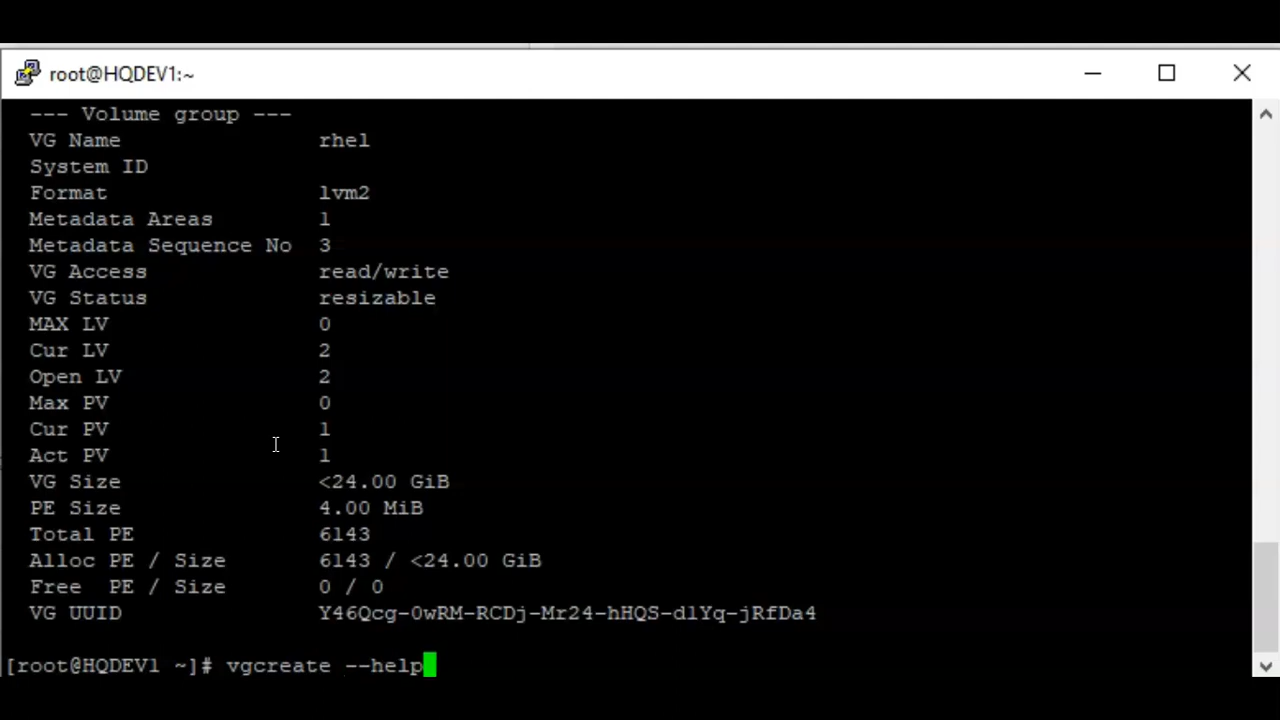 root@HQDEV1:~
--- Volume group ---
VG Name rhel
System ID
Format lvm2
Metadata Areas 1
Metadata Sequence No 3
VG Access read/write
VG Status resizable
MAX LV 0
Cur LV 2
Open LV 2
Max PV 0
Cur PV 1
Act PV 1
VG Size <24.00 GiB
PE Size 4.00 MiB
Total PE 6143
Alloc PE / Size 6143 / <24.00 GiB
Free  PE / Size 0 / 0
VG UUID Y46Qcg-0wRM-RCDj-Mr24-hHQS-dlYq-jRfDa4
[root@HQDEV1 ~]# vgcreate --help